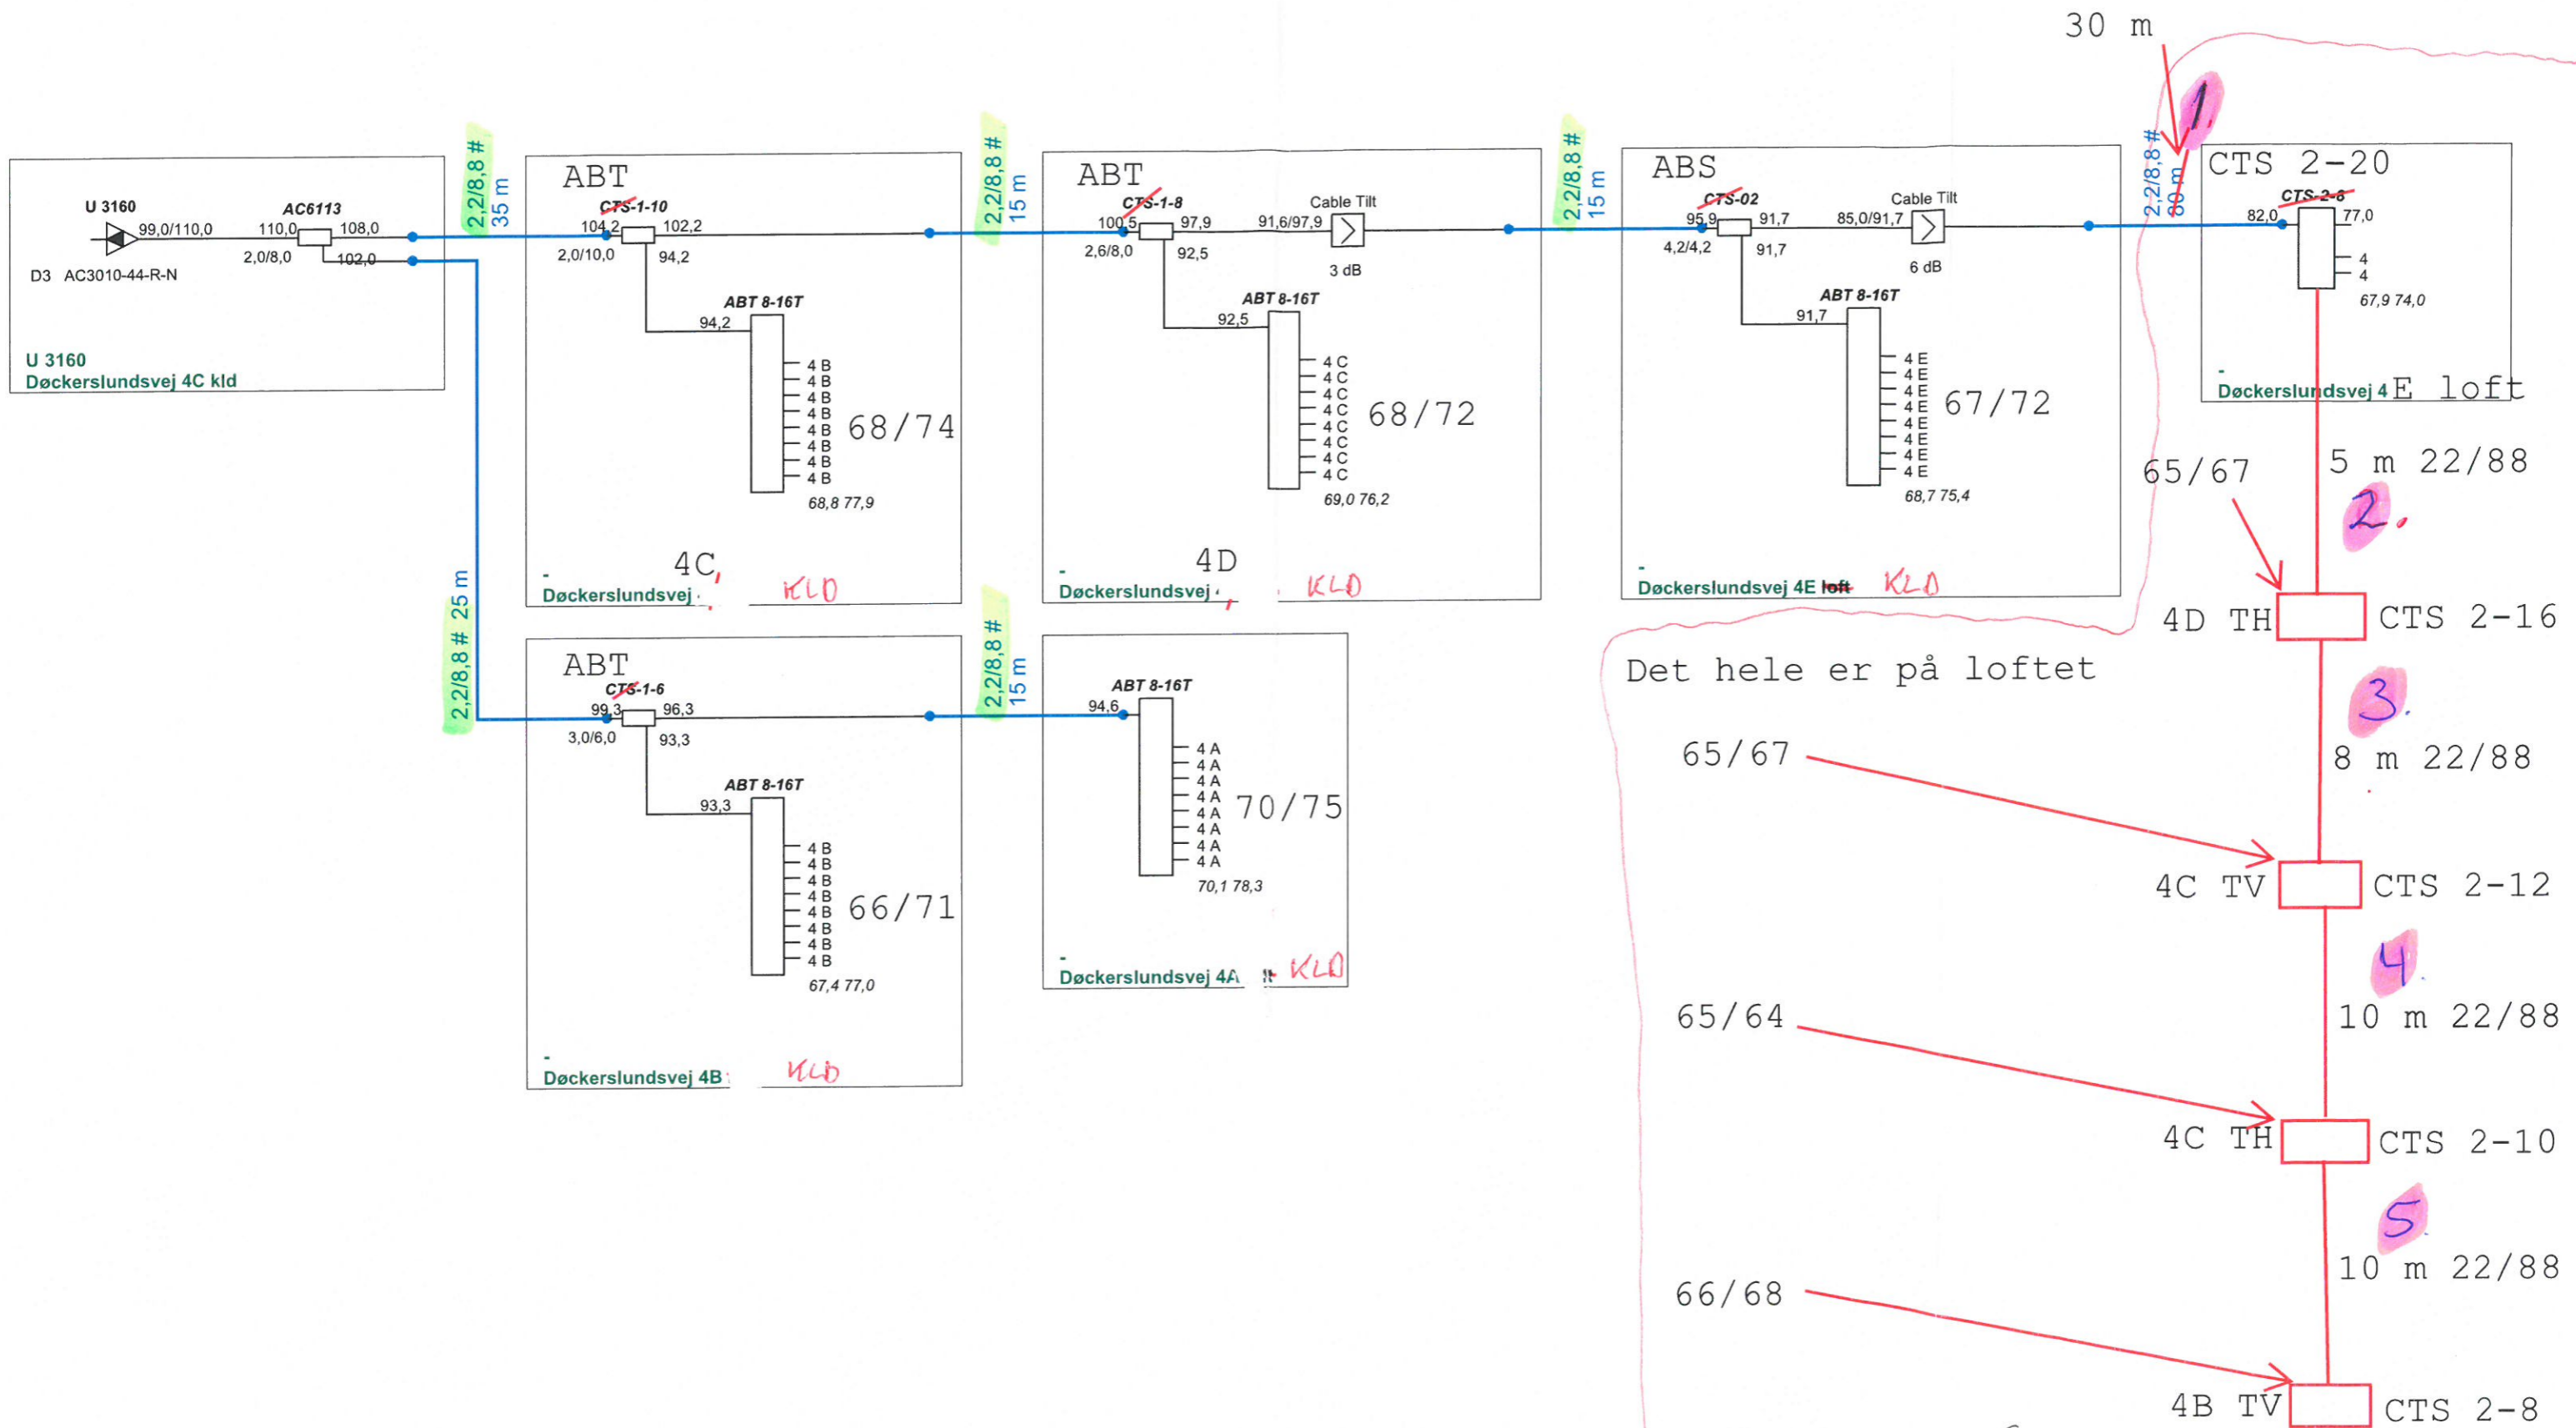 30 m
1.
2,2/8,8 #
80 m
U 3160
99,0/110,0
D3 AC3010-44-R-N
AC6113
110,0
108,0
2,0/8,0
102,0
U 3160
Døckerslundsvej 4C kld
2,2/8,8 #
35 m
ABT
CTS-1-10
104,2
102,2
2,0/10,0
94,2
ABT 8-16T
94,2
4 B
4 B
4 B
4 B
4 B
4 B
4 B
4 B
68/74
68,8 77,9
4C,
-
Døckerslundsvej
KLD
2,2/8,8 #
15 m
ABT
CTS-1-8
100,5
97,9
2,6/8,0
92,5
91,6/97,9
Cable Tilt
3 dB
ABT 8-16T
92,5
4 C
4 C
4 C
4 C
4 C
4 C
4 C
4 C
68/72
69,0 76,2
4D
-
Døckerslundsvej
KLD
2,2/8,8 #
15 m
ABS
CTS-02
95,9
91,7
4,2/4,2
91,7
85,0/91,7
Cable Tilt
6 dB
ABT 8-16T
91,7
4 E
4 E
4 E
4 E
4 E
4 E
4 E
4 E
67/72
68,7 75,4
-
Døckerslundsvej 4E loft KLD
CTS 2-20
CTS-2-8
82,0
77,0
4
4
67,9 74,0
-
Døckerslundsvej 4 E loft
2,2/8,8 # 25 m
ABT
CTS-1-6
99,3
96,3
3,0/6,0
93,3
ABT 8-16T
93,3
4 B
4 B
4 B
4 B
4 B
4 B
4 B
4 B
66/71
67,4 77,0
-
Døckerslundsvej 4B
KLD
2,2/8,8 #
15 m
ABT 8-16T
94,6
4 A
4 A
4 A
4 A
4 A
4 A
4 A
4 A
70/75
70,1 78,3
-
Døckerslundsvej 4A
KLD
65/67
5 m 22/88
2.
4D TH
CTS 2-16
Det hele er på loftet
3.
65/67
8 m 22/88
4C TV
CTS 2-12
4.
65/64
10 m 22/88
4C TH
CTS 2-10
5.
10 m 22/88
66/68
4B TV
CTS 2-8